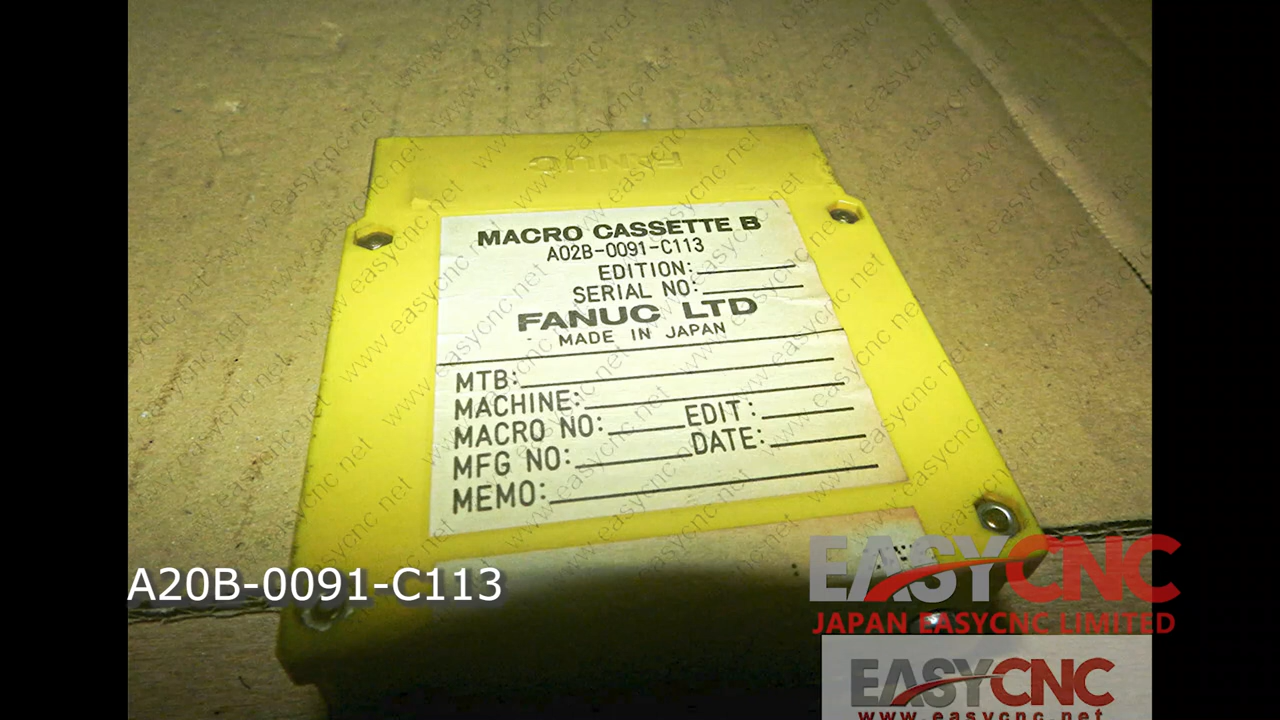 FANUC
MACRO CASSETTE B
A02B-0091-C113
EDITION:
SERIAL NO:
FANUC LTD
MADE IN JAPAN
MTB:
MACHINE:
MACRO NO: EDIT:
MFG NO: DATE:
MEMO:
A20B-0091-C113
EASYCNC
JAPAN EASYCNC LIMITED
EASYCNC
www.easycnc.net